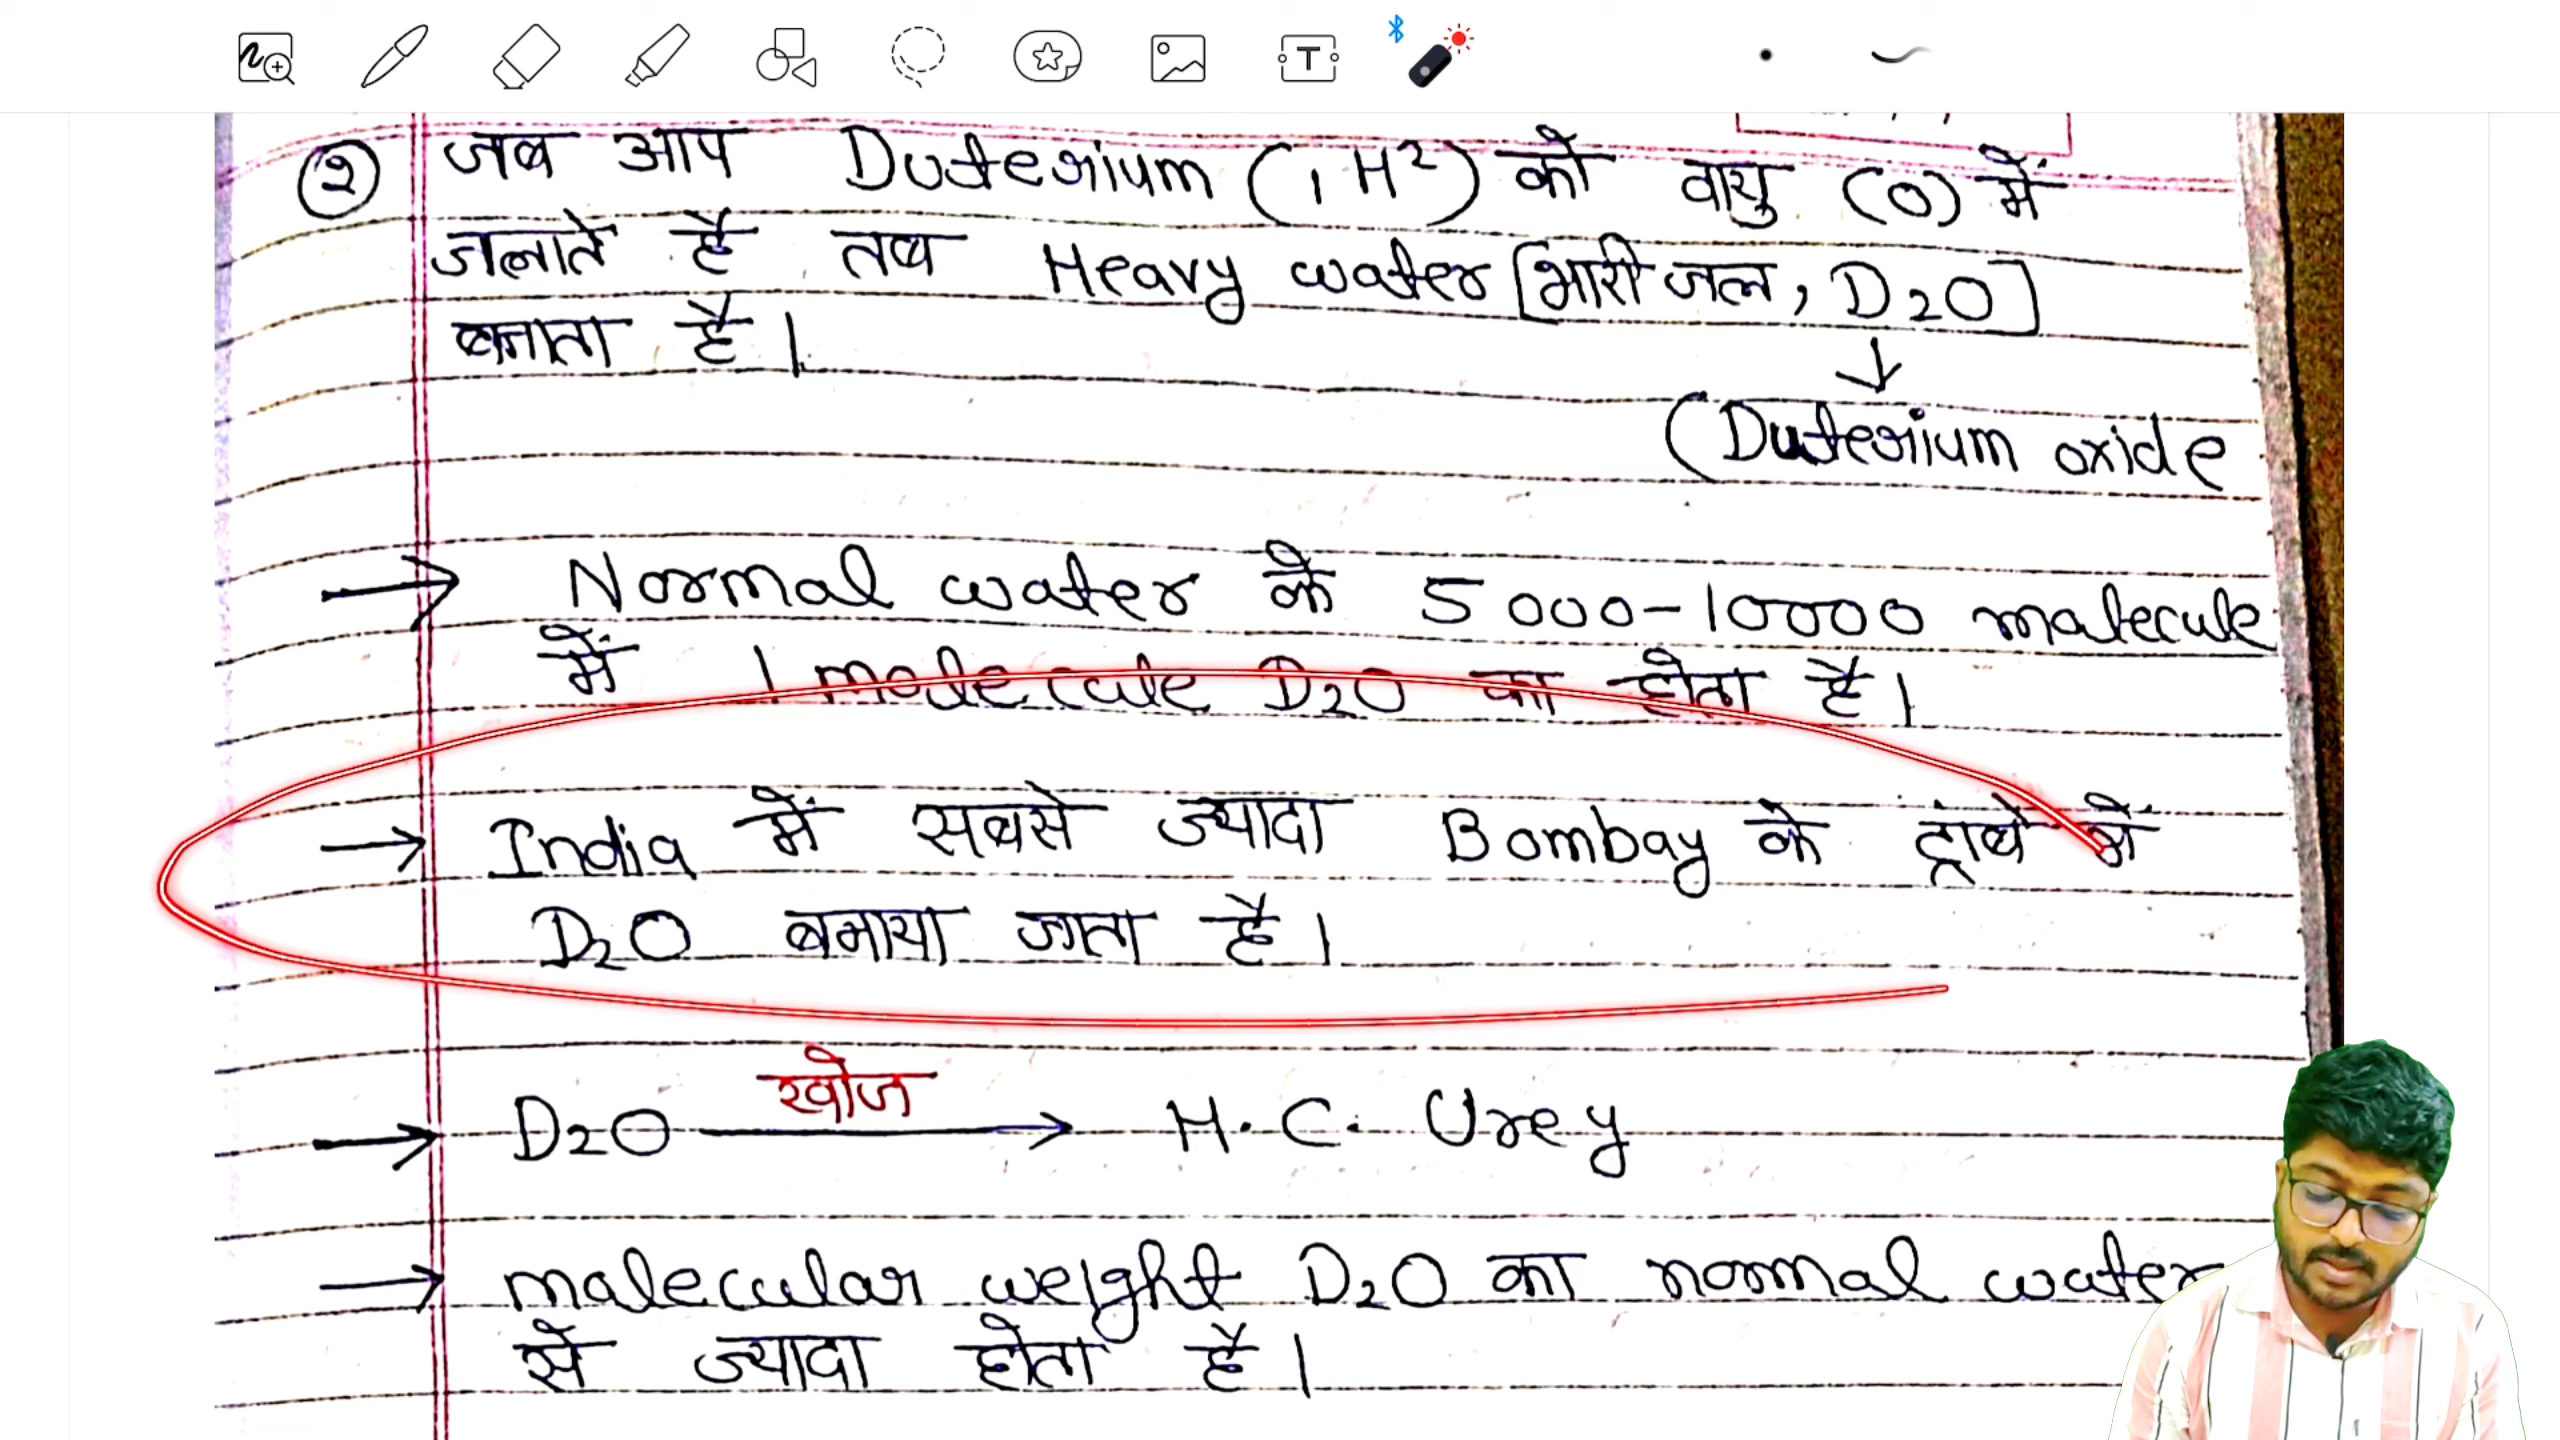 ② जब आप Duterium (₁H²) को वायु (O) में
जलाते है तब Heavy water [भारी जल, D₂O]
बनाता है।
↓
(Duterium oxide
→ Normal water के 5000-10000 malecule
में 1 molecule D₂O का होता है।
→ India में सबसे ज्यादा Bombay के ट्रांबे में
D₂O बनाया जाता है।
खोज
→ D₂O → H. C. Urey
→ malecular weight D₂O का normal water
से ज्यादा होता है।